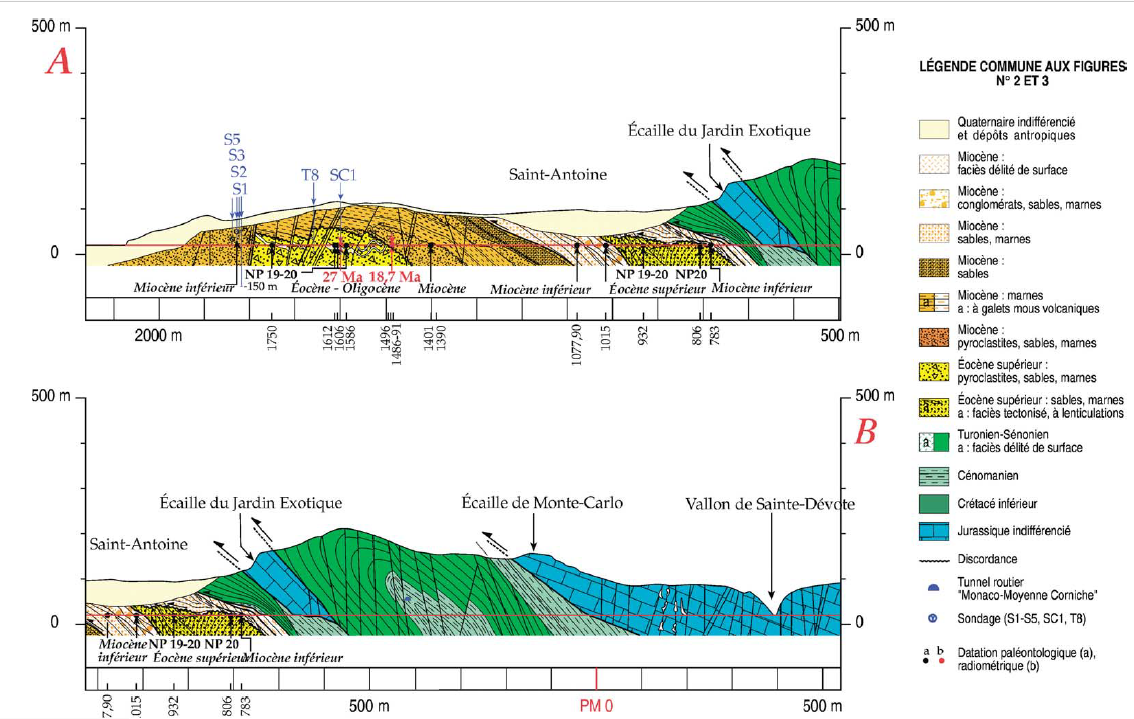 500 m
500 m
A
Écaille du Jardin Exotique
S5
S3
S2
S1
T8
SC1
Saint-Antoine
0
0
NP 19-20
27 Ma
18,7 Ma
NP 19-20
NP20
Miocène inférieur
-150 m
Éocène - Oligocène
Miocène
Miocène inférieur
Éocène supérieur
Miocène inférieur
2000 m
1750
1612
1606
1586
1496
1486-91
1401
1390
1077,90
1015
932
806
783
500 m
500 m
500 m
B
Écaille du Jardin Exotique
Écaille de Monte-Carlo
Vallon de Sainte-Dévote
Saint-Antoine
0
0
Miocène
inférieur
NP 19-20
NP 20
Éocène supérieur
Miocène inférieur
7,90
1015
932
806
783
500 m
PM 0
500 m
LÉGENDE COMMUNE AUX FIGURES
N° 2 ET 3
Quaternaire indifférencié
et dépôts antropiques
Miocène :
faciès délité de surface
Miocène :
conglomérats, sables, marnes
Miocène :
sables, marnes
Miocène :
sables
a
Miocène : marnes
a : à galets mous volcaniques
Miocène :
pyroclastites, sables, marnes
Éocène supérieur :
pyroclastites, sables, marnes
a
Éocène supérieur : sables, marnes
a : faciès tectonisé, à lenticulations
a
Turonien-Sénonien
a : faciès délité de surface
Cénomanien
Crétacé inférieur
Jurassique indifférencié
Discordance
Tunnel routier
"Monaco-Moyenne Corniche"
Sondage (S1-S5, SC1, T8)
a b
Datation paléontologique (a),
radiométrique (b)